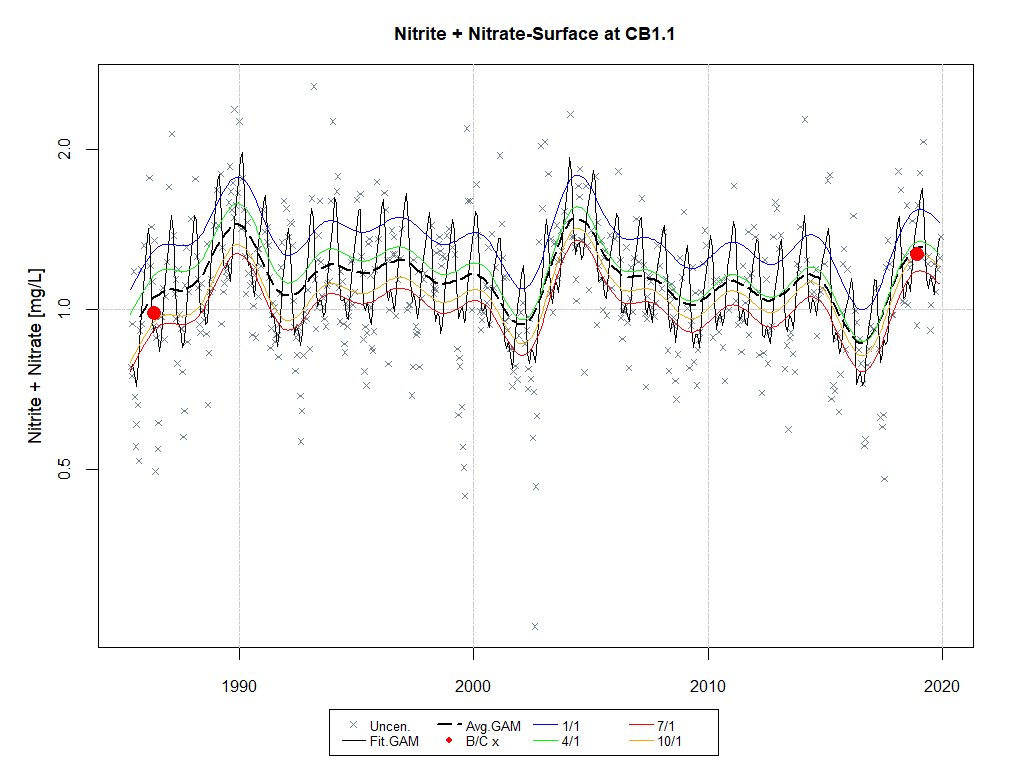 Nitrite + Nitrate-Surface at CB1.1
Nitrite + Nitrate [mg/L]
2.0
1.0
0.5
1990 2000 2010 2020
Uncen. Avg.GAM 1/1 7/1
Fit.GAM B/C x 4/1 10/1